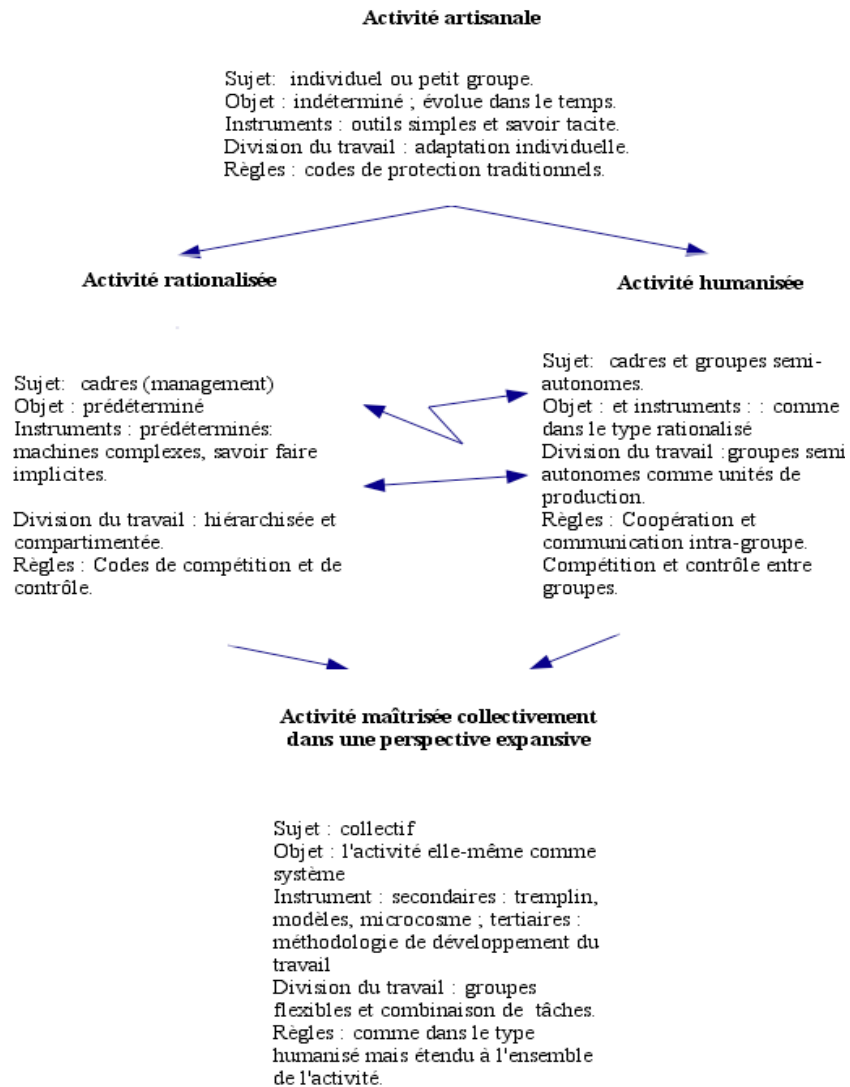 Activité artisanale
Sujet: individuel ou petit groupe.
Objet : indéterminé ; évolue dans le temps.
Instruments : outils simples et savoir tacite.
Division du travail : adaptation individuelle.
Règles : codes de protection traditionnels.
Activité rationalisée
Sujet: cadres (management)
Objet : prédéterminé
Instruments : prédéterminés:
machines complexes, savoir faire
implicites.
Division du travail : hiérarchisée et
compartimentée.
Règles : Codes de compétition et de
contrôle.
Activité humanisée
Sujet: cadres et groupes semi-
autonomes.
Objet : et instruments : : comme
dans le type rationalisé
Division du travail :groupes semi
autonomes comme unités de
production.
Règles : Coopération et
communication intra-groupe.
Compétition et contrôle entre
groupes.
Activité maîtrisée collectivement
dans une perspective expansive
Sujet : collectif
Objet : l'activité elle-même comme
système
Instrument : secondaires : tremplin,
modèles, microcosme ; tertiaires :
méthodologie de développement du
travail
Division du travail : groupes
flexibles et combinaison de tâches.
Règles : comme dans le type
humanisé mais étendu à l'ensemble
de l'activité.